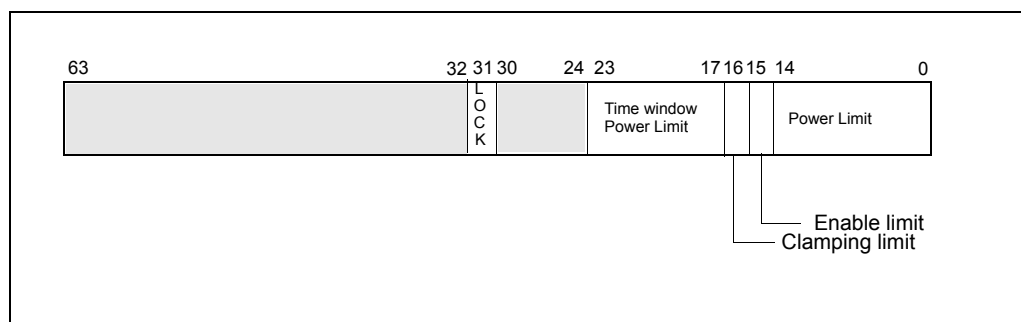 63 32 31 30 24 23 17 16 15 14 0
L
O
C
K
Time window
Power Limit
Power Limit
Enable limit
Clamping limit